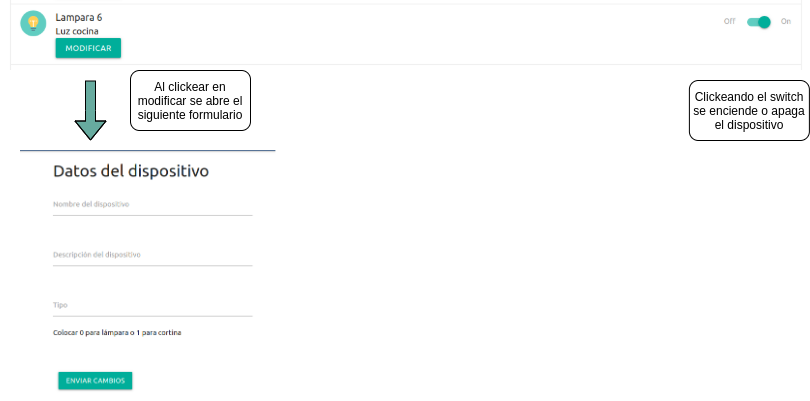 Lampara 6
Luz cocina
MODIFICAR
Off
On
Al clickear en
modificar se abre el
siguiente formulario
Clickeando el switch
se enciende o apaga
el dispositivo
Datos del dispositivo
Nombre del dispositivo
Descripción del dispositivo
Tipo
Colocar 0 para lámpara o 1 para cortina
ENVIAR CAMBIOS